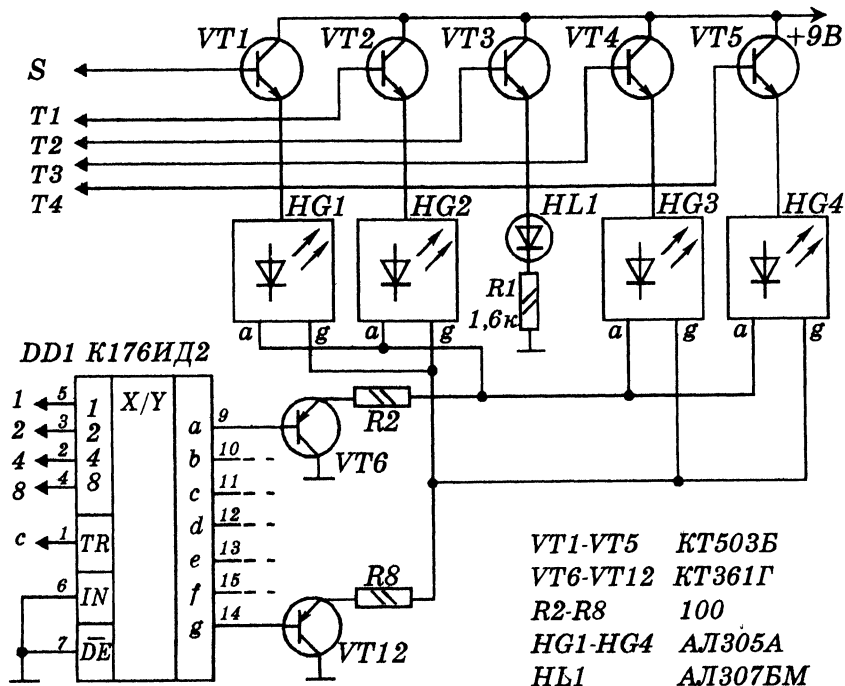 VT1 VT2 VT3 VT4 VT5 +9В
S
T1
T2
T3
T4
HG1 HG2 HL1 HG3 HG4
R1
1,6к
a g a g a g a g
DD1 К176ИД2
1 5 1 X/Y a 9 R2
2 3 2 b 10 VT6
4 2 4 c 11
8 4 8 d 12
c 1 TR e 13
6 IN f 15 R8
7 DE g 14 VT12
VT1-VT5 КТ503Б
VT6-VT12 КТ361Г
R2-R8 100
HG1-HG4 АЛ305А
HL1 АЛ307БМ